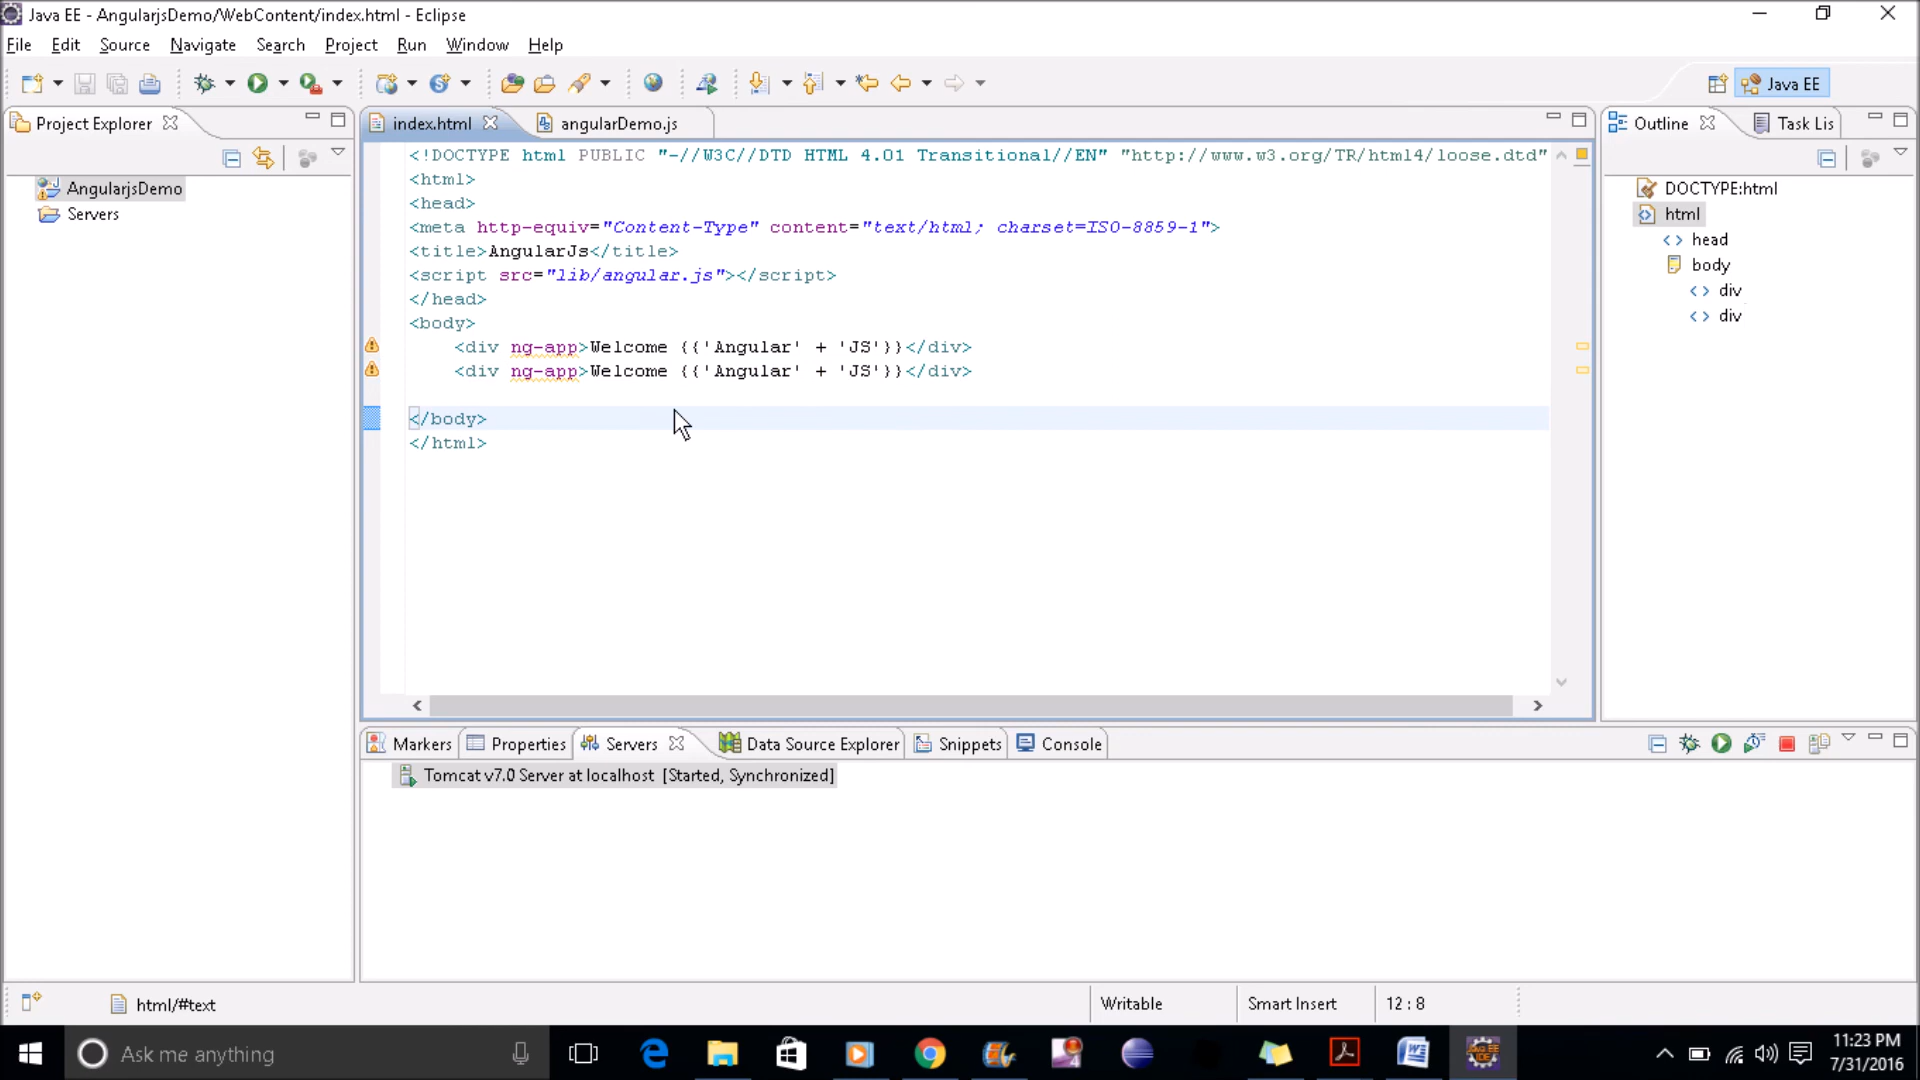 Java EE - AngularjsDemo/WebContent/index.html - Eclipse
File Edit Source Navigate Search Project Run Window Help
Java EE
Project Explorer
index.html
angularDemo.js
Outline
Task Lis
AngularjsDemo
Servers
<!DOCTYPE html PUBLIC "-//W3C//DTD HTML 4.01 Transitional//EN" "http://www.w3.org/TR/html4/loose.dtd"
<html>
<head>
<meta http-equiv="Content-Type" content="text/html; charset=ISO-8859-1">
<title>AngularJs</title>
<script src="lib/angular.js"></script>
</head>
<body>
<div ng-app>Welcome {{'Angular' + 'JS'}}</div>
<div ng-app>Welcome {{'Angular' + 'JS'}}</div>
</body>
</html>
DOCTYPE:html
html
head
body
div
div
Markers
Properties
Servers
Data Source Explorer
Snippets
Console
Tomcat v7.0 Server at localhost [Started, Synchronized]
html/#text
Writable
Smart Insert
12 : 8
Ask me anything
11:23 PM
7/31/2016